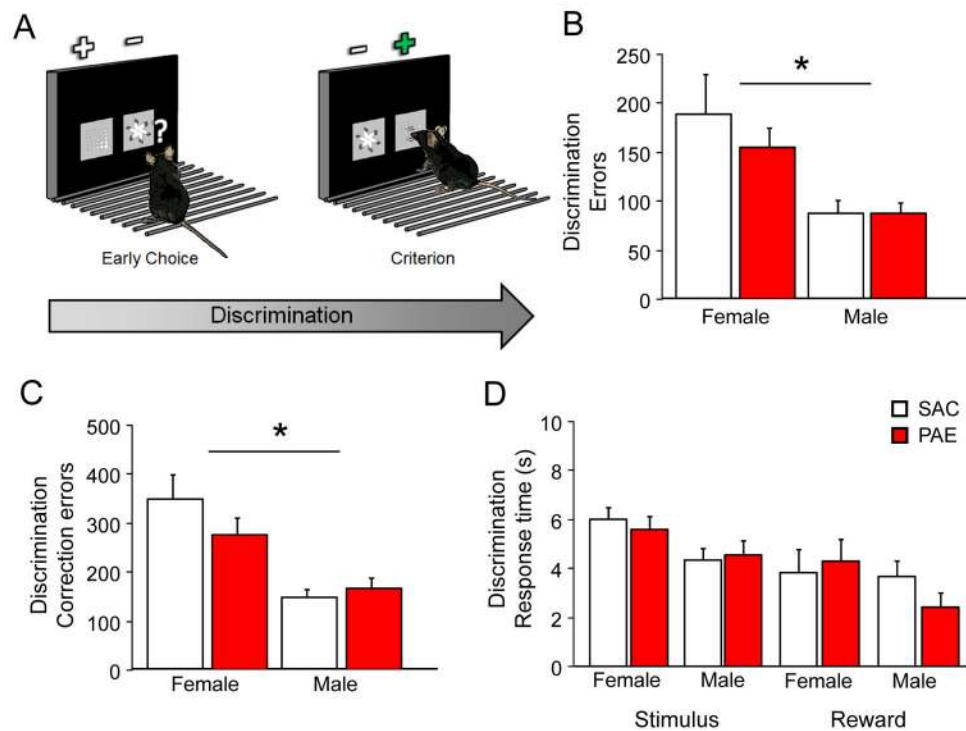 A
+ −
− +
?
Early Choice
Criterion
Discrimination
B
Discrimination
Errors
250
200
150
100
50
0
*
Female
Male
C
Discrimination
Correction errors
500
400
300
200
100
0
*
Female
Male
D
SAC
PAE
Discrimination
Response time (s)
10
8
6
4
2
0
Female
Male
Female
Male
Stimulus
Reward